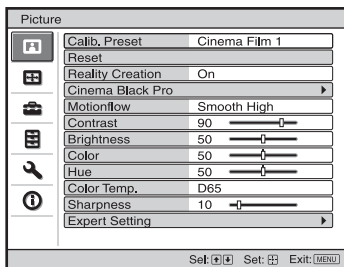 Picture
Calib. Preset Cinema Film 1
Reset
Reality Creation On
Cinema Black Pro
Motionflow Smooth High
Contrast 90
Brightness 50
Color 50
Hue 50
Color Temp. D65
Sharpness 10
Expert Setting
Sel: Set: Exit: MENU